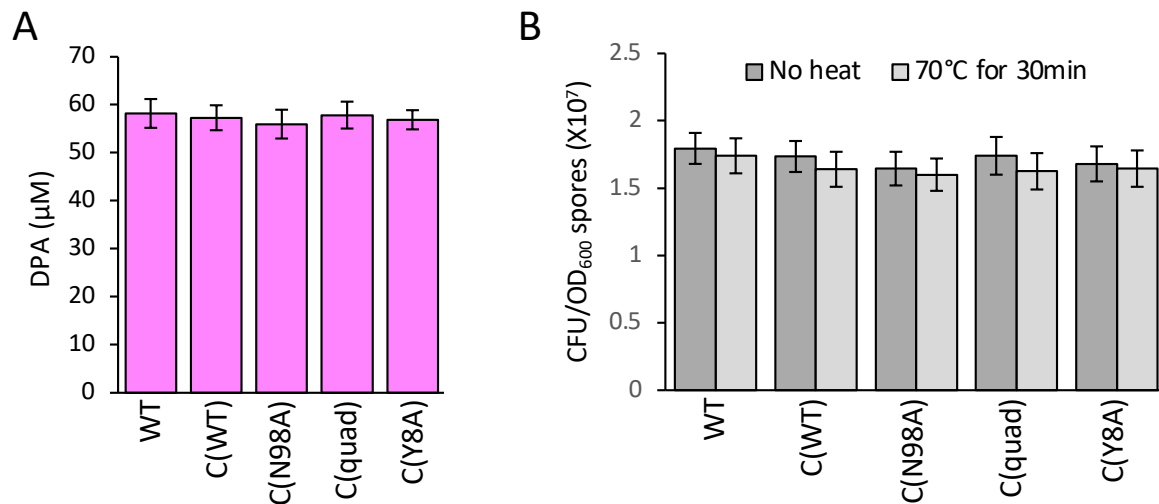 A
DPA (µM)
70
60
50
40
30
20
10
0
WT
C(WT)
C(N98A)
C(quad)
C(Y8A)
B
CFU/OD₆₀₀ spores (X10⁷)
2.5
2
1.5
1
0.5
0
No heat 70°C for 30min
WT
C(WT)
C(N98A)
C(quad)
C(Y8A)